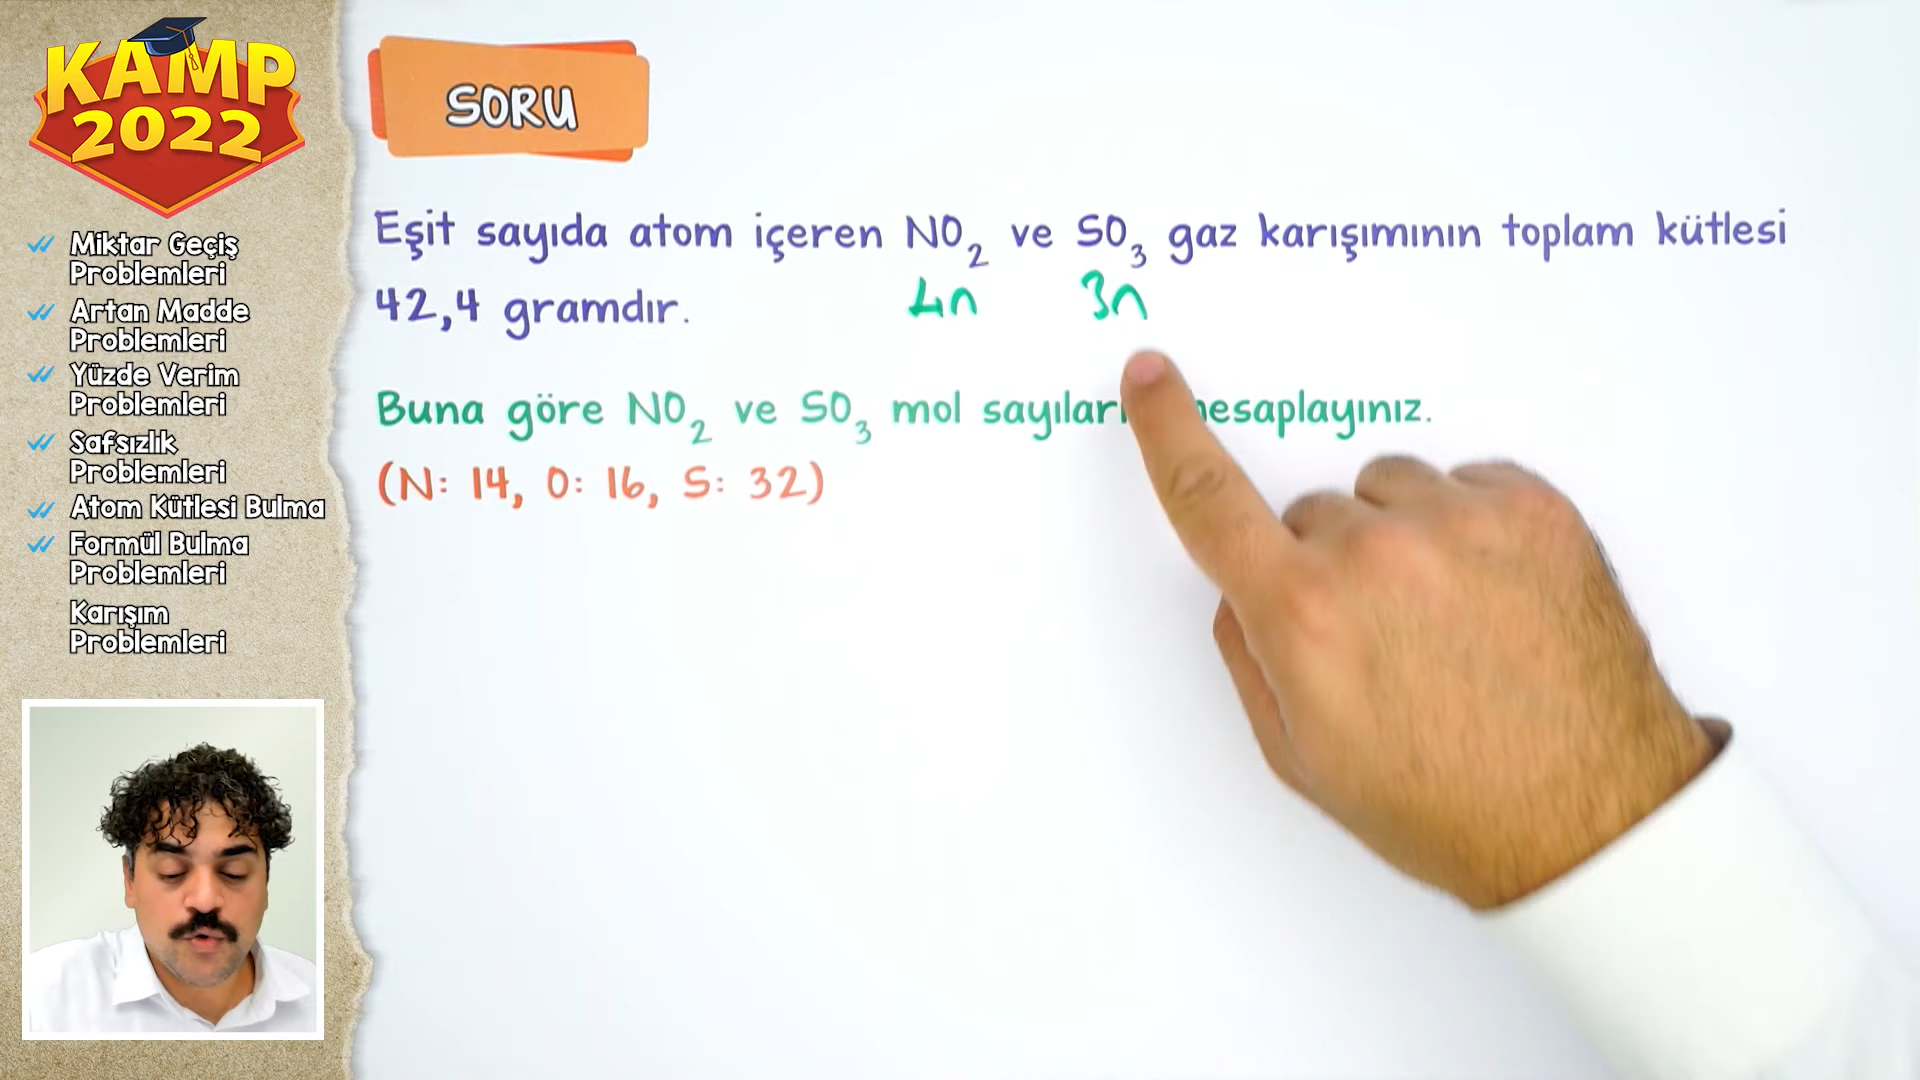 KAMP
2022
Miktar Geçiş
Problemleri
Artan Madde
Problemleri
Yüzde Verim
Problemleri
Safsızlık
Problemleri
Atom Kütlesi Bulma
Formül Bulma
Problemleri
Karışım
Problemleri
SORU
Eşit sayıda atom içeren NO₂ ve SO₃ gaz karışımının toplam kütlesi
42,4 gramdır.
4n 3n
Buna göre NO₂ ve SO₃ mol hesaplayınız.
(N: 14, O: 16, S: 32)